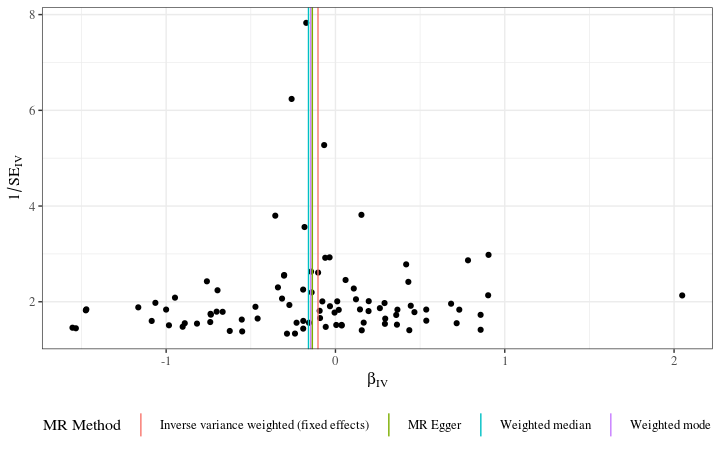 8
6
4
2
1/SE_IV
-1
0
1
2
β_IV
MR Method
Inverse variance weighted (fixed effects)
MR Egger
Weighted median
Weighted mode